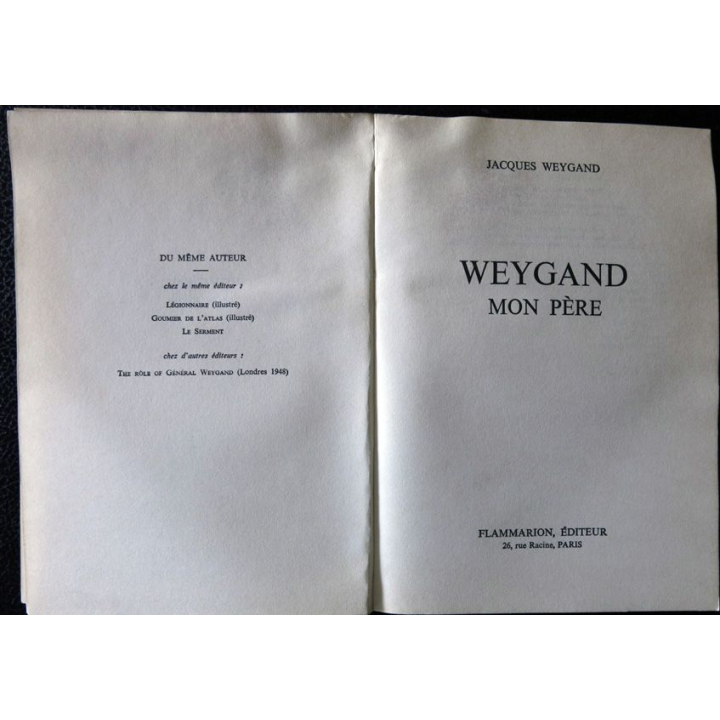 DU MÊME AUTEUR
chez le même éditeur :
LÉGIONNAIRE (illustré)
GOUMIER DE L'ATLAS (illustré)
LE SERMENT
chez d'autres éditeurs :
THE RÔLE OF GÉNÉRAL WEYGAND (Londres 1948)
JACQUES WEYGAND
WEYGAND
MON PÈRE
FLAMMARION, ÉDITEUR
26, rue Racine, PARIS